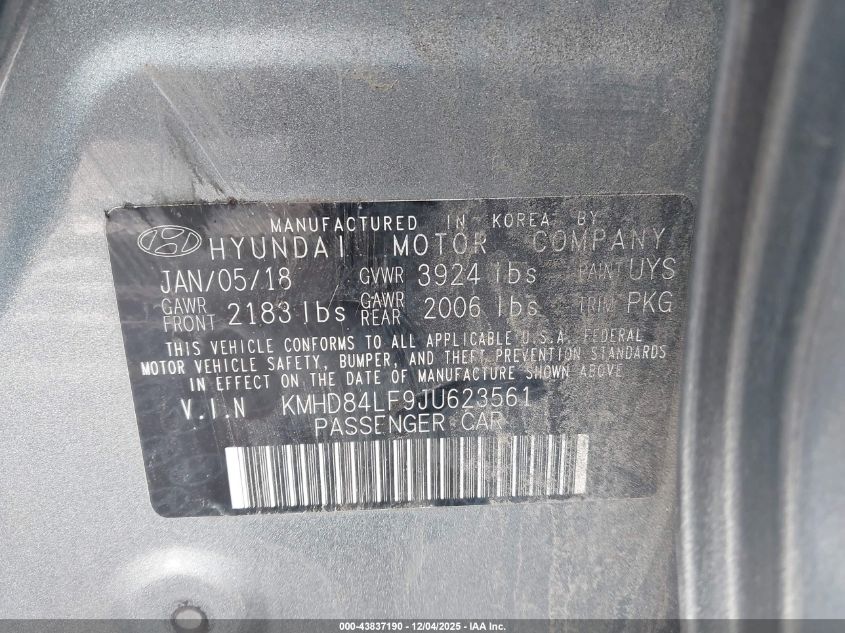 MANUFACTURED IN KOREA BY
HYUNDAI MOTOR COMPANY
JAN/05/18 GVWR 3924 lbs PAINT UYS
GAWR FRONT 2183 lbs GAWR REAR 2006 lbs TRIM PKG
THIS VEHICLE CONFORMS TO ALL APPLICABLE U.S.A. FEDERAL
MOTOR VEHICLE SAFETY, BUMPER, AND THEFT PREVENTION STANDARDS
IN EFFECT ON THE DATE OF MANUFACTURE SHOWN ABOVE
V.I.N KMHD84LF9JU623561
PASSENGER CAR
000-43837190 - 12/04/2025 - IAA Inc.